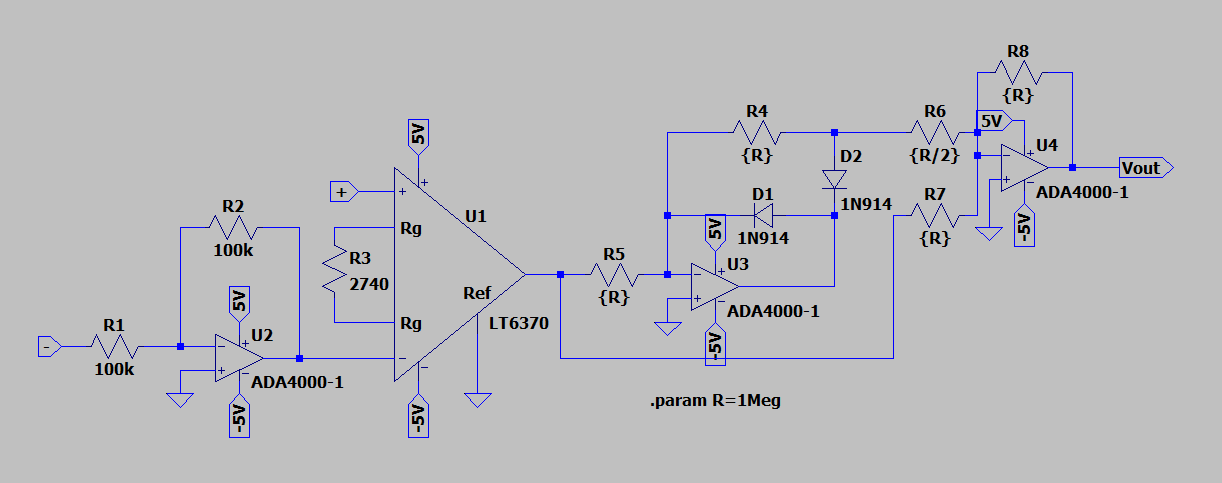 R8
{R}
5V
U4
+
−
+
−
ADA4000-1
-5V
Vout
R4
{R}
R6
{R/2}
D2
1N914
D1
1N914
R7
{R}
5V
U3
R5
{R}
+
−
+
−
ADA4000-1
-5V
5V
+
+
+
U1
Rg
R3
2740
Ref
Rg
LT6370
−
−
-5V
R2
100k
5V
U2
-
R1
100k
+
−
+
−
ADA4000-1
-5V
.param R=1Meg